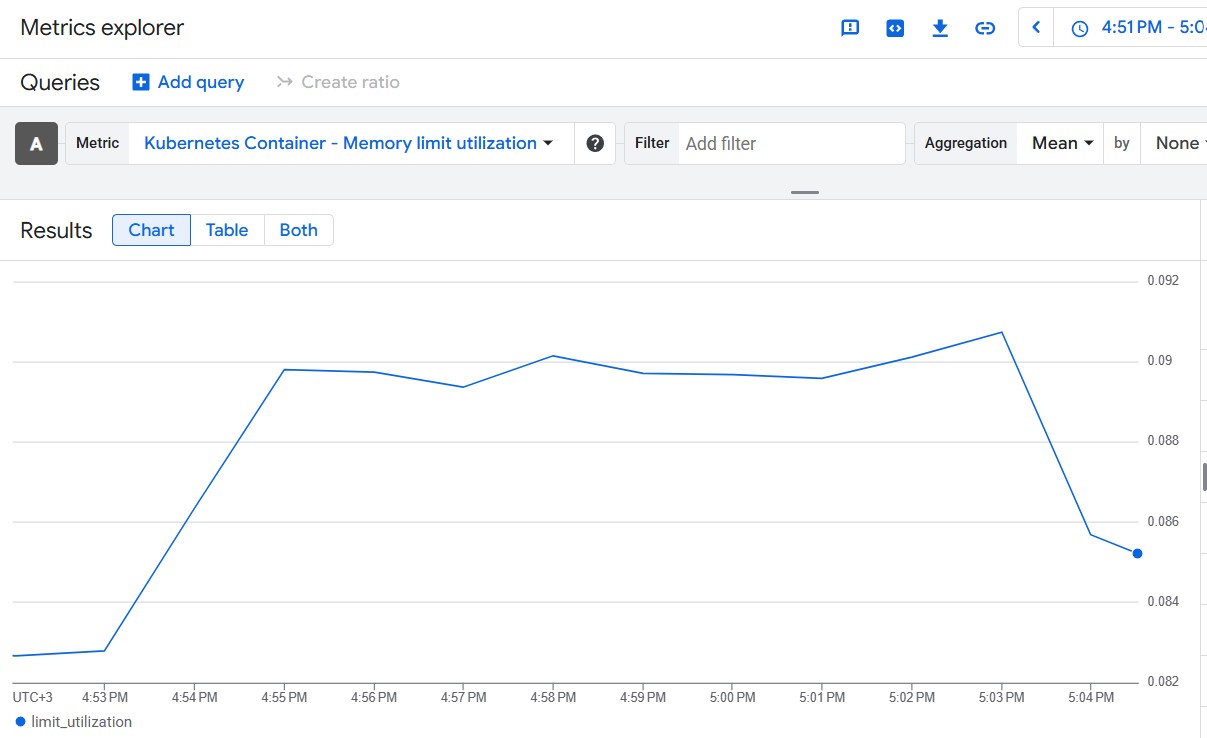 Metrics explorer
4:51 PM - 5:04
Queries
Add query
Create ratio
A
Metric
Kubernetes Container - Memory limit utilization
Filter
Add filter
Aggregation
Mean
by
None
Results
Chart
Table
Both
0.092
0.09
0.088
0.086
0.084
0.082
UTC+3
4:53 PM
4:54 PM
4:55 PM
4:56 PM
4:57 PM
4:58 PM
4:59 PM
5:00 PM
5:01 PM
5:02 PM
5:03 PM
5:04 PM
limit_utilization